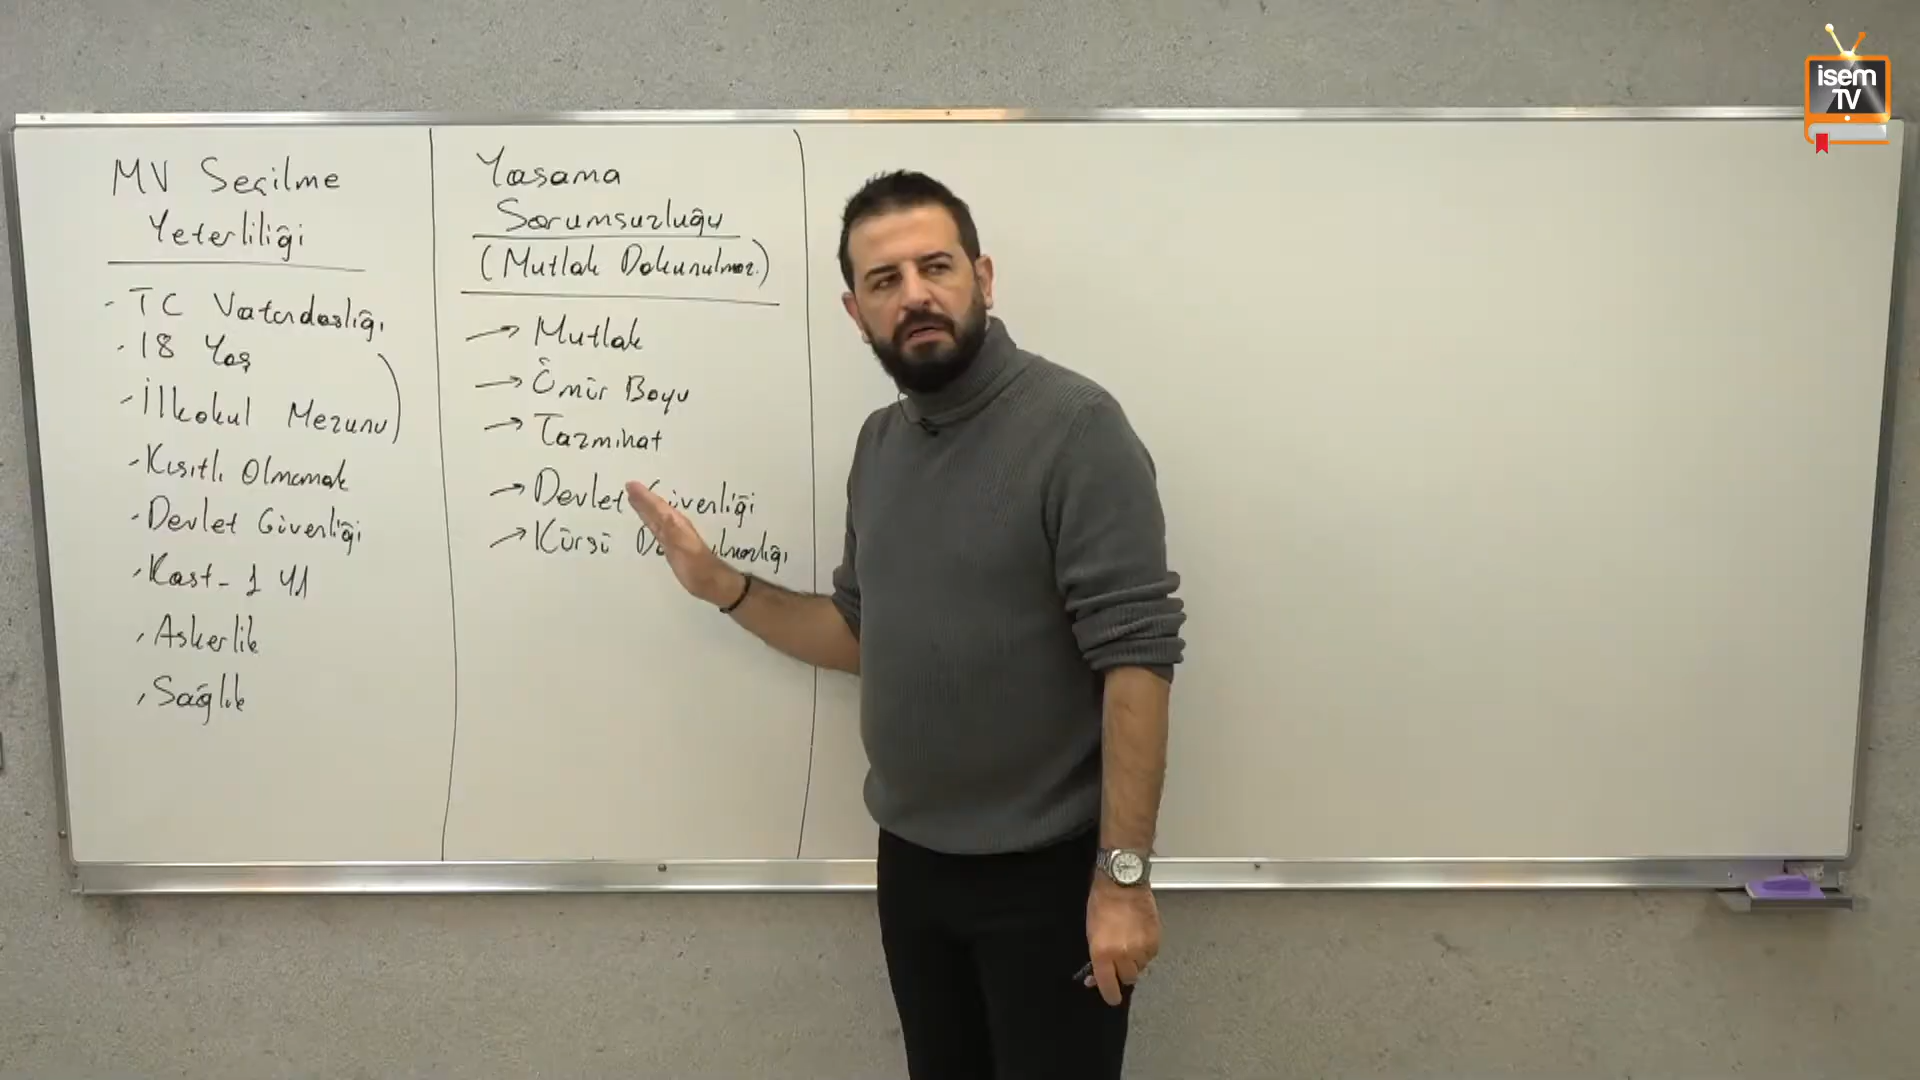 MV Seçilme
Yeterliliği
- TC Vatandaşlığı
- 18 Yaş
- İlkokul Mezunu
- Kısıtlı Olmamak
- Devlet Güvenliği
- Kast - 1 Yıl
- Askerlik
- Sağlık
Yasama
Sorumsuzluğu
(Mutlak Dokunulmaz.)
→ Mutlak
→ Ömür Boyu
→ Tazminat
→ Devlet Güvenliği
→ Kürsü
isem
TV